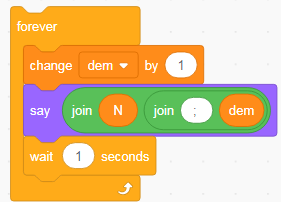 forever
change dem by 1
say join N join ; dem
wait 1 seconds